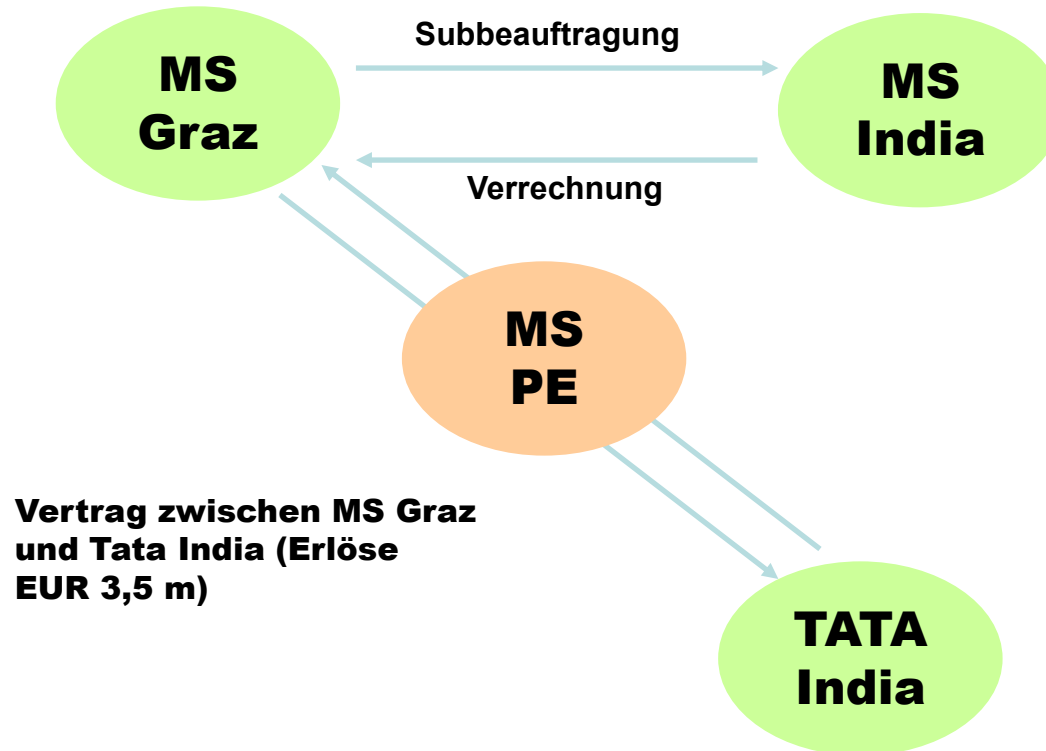 Subbeauftragung
MS
Graz
MS
India
Verrechnung
MS
PE
Vertrag zwischen MS Graz
und Tata India (Erlöse
EUR 3,5 m)
TATA
India